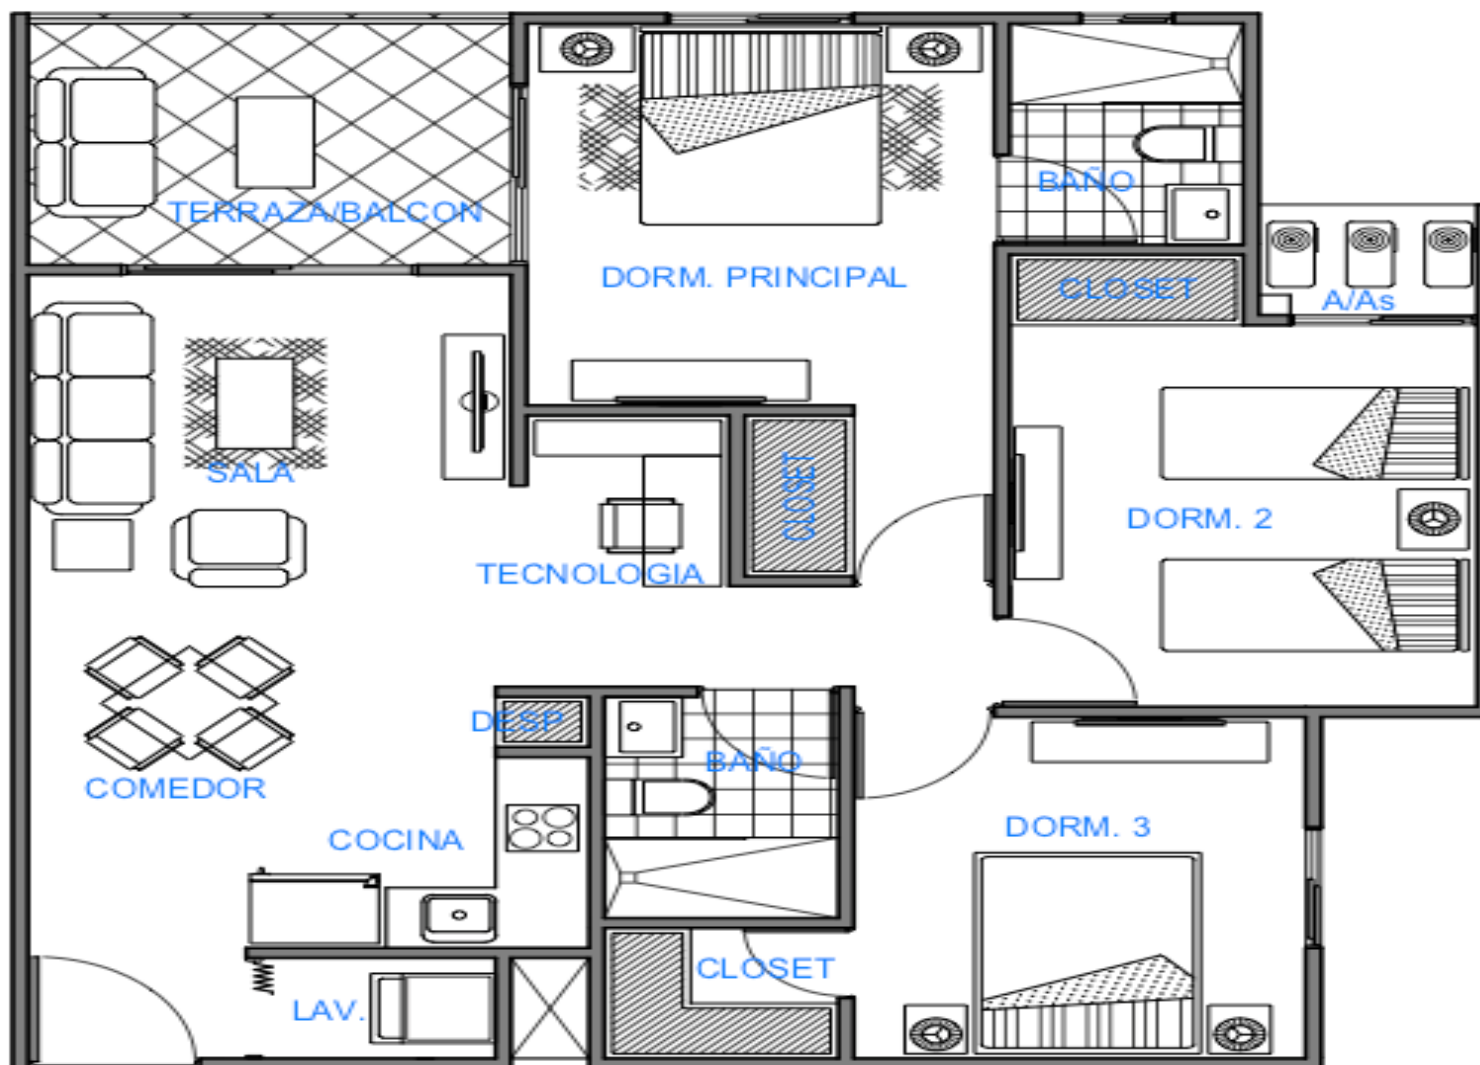 BAÑO
TERRAZA/BALCON
DORM. PRINCIPAL
CLOSET
A/As
SALA
CLOSET
DORM. 2
TECNOLOGIA
DESP
BAÑO
COMEDOR
COCINA
DORM. 3
CLOSET
LAV.